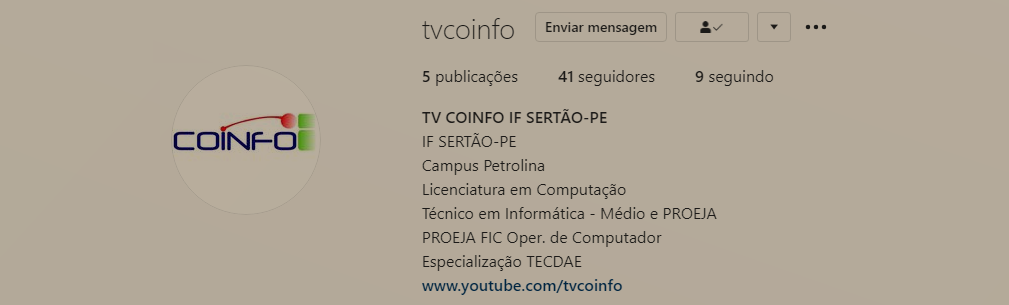 tvcoinfo Enviar mensagem
5 publicações 41 seguidores 9 seguindo
COINFO
TV COINFO IF SERTÃO-PE
IF SERTÃO-PE
Campus Petrolina
Licenciatura em Computação
Técnico em Informática - Médio e PROEJA
PROEJA FIC Oper. de Computador
Especialização TECDAE
www.youtube.com/tvcoinfo